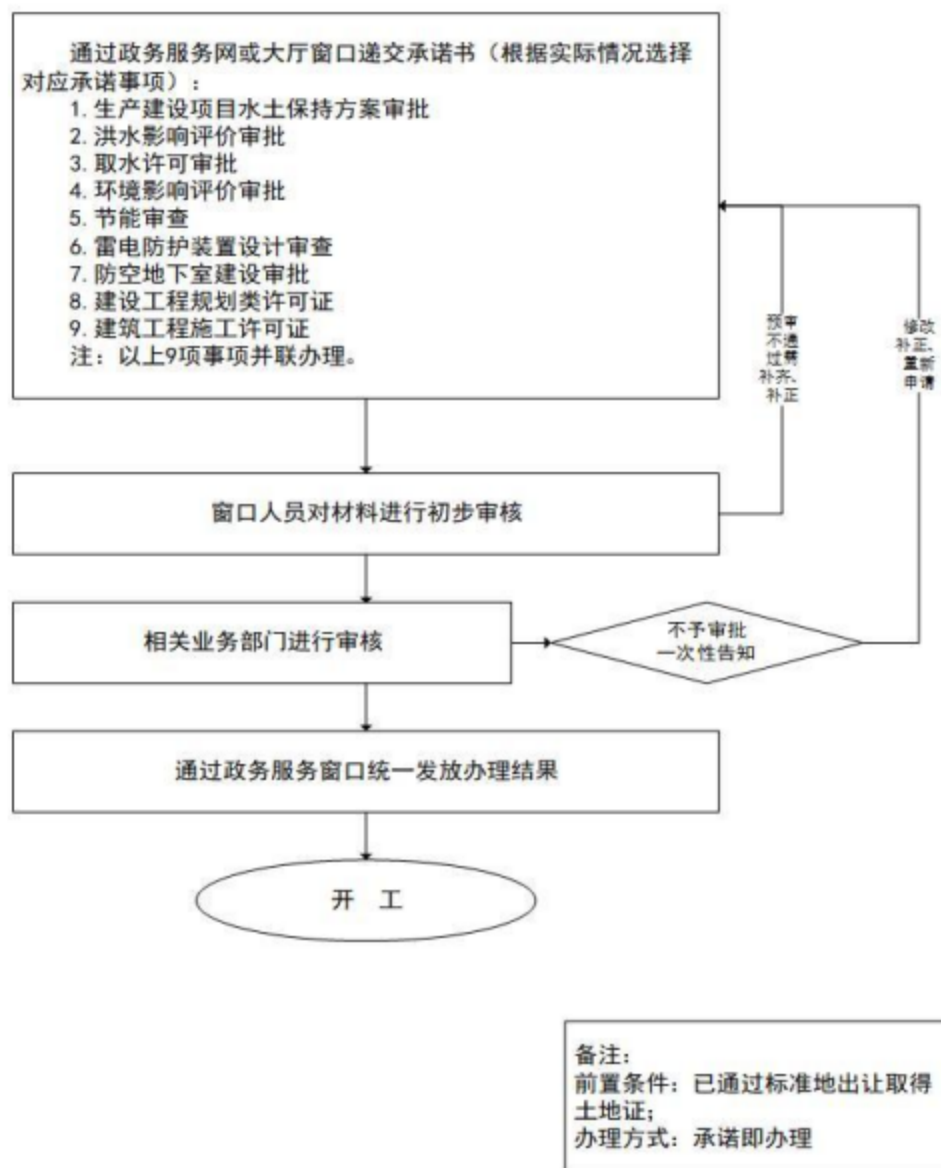 通过政务服务网或大厅窗口递交承诺书（根据实际情况选择
对应承诺事项）：
1. 生产建设项目水土保持方案审批
2. 洪水影响评价审批
3. 取水许可审批
4. 环境影响评价审批
5. 节能审查
6. 雷电防护装置设计审查
7. 防空地下室建设审批
8. 建设工程规划类许可证
9. 建筑工程施工许可证
注：以上9项事项并联办理。
预审
不通
过需
补齐、
补正
修改
补正、
重新
申请
窗口人员对材料进行初步审核
相关业务部门进行审核
不予审批
一次性告知
通过政务服务窗口统一发放办理结果
开 工
备注：
前置条件：已通过标准地出让取得
土地证；
办理方式：承诺即办理